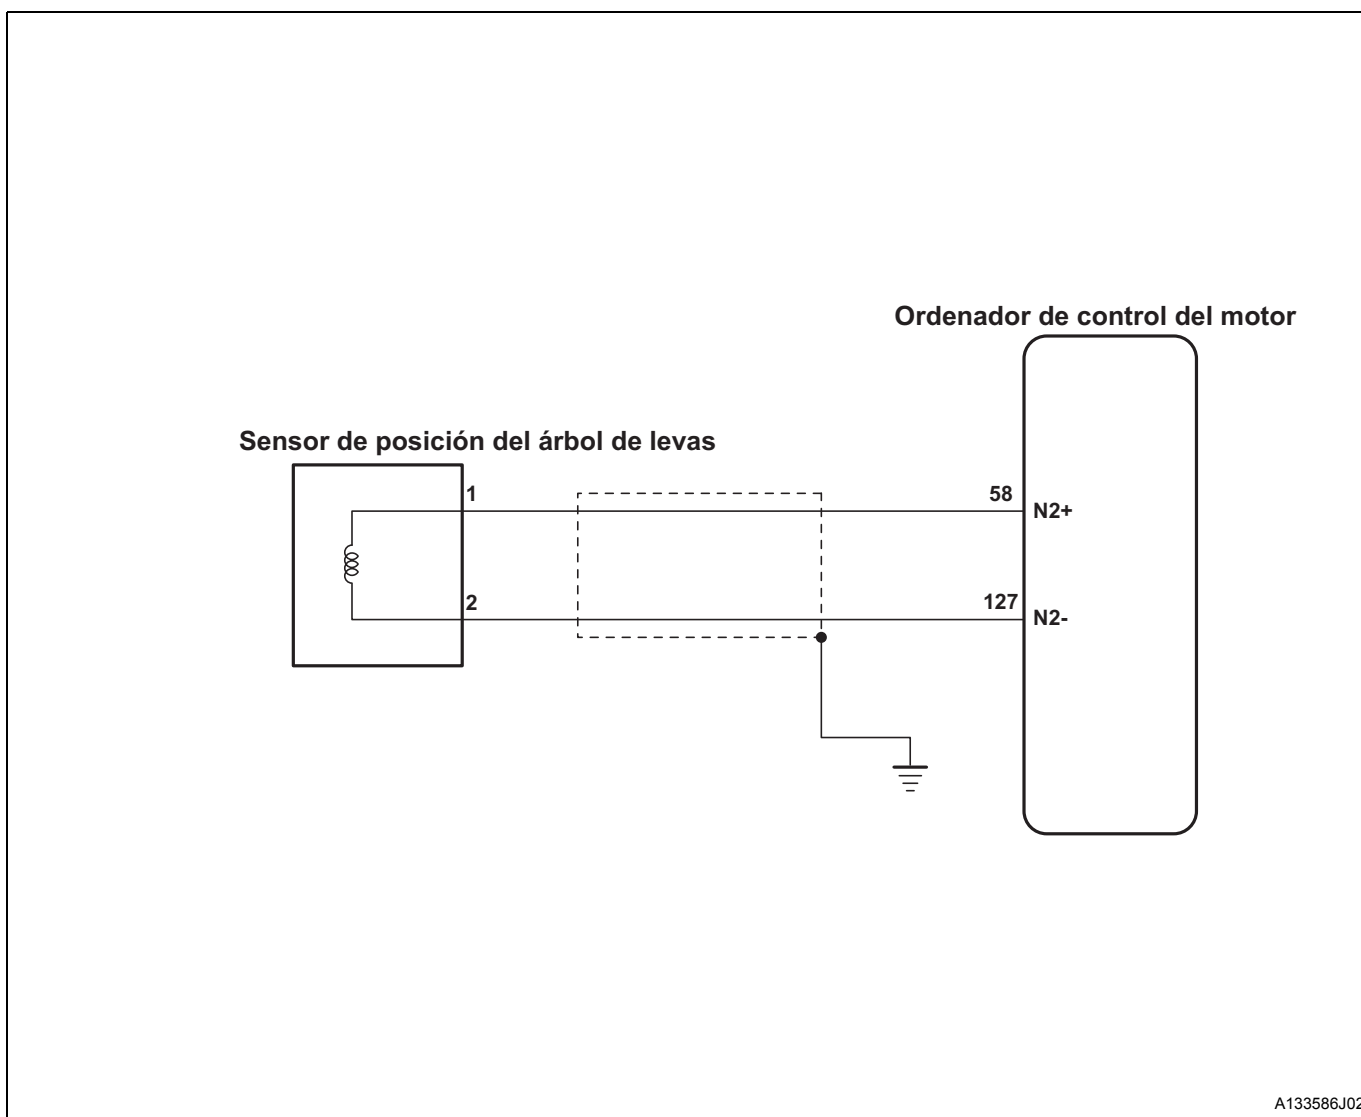 Ordenador de control del motor
Sensor de posición del árbol de levas
1
58
N2+
2
127
N2-
A133586J02